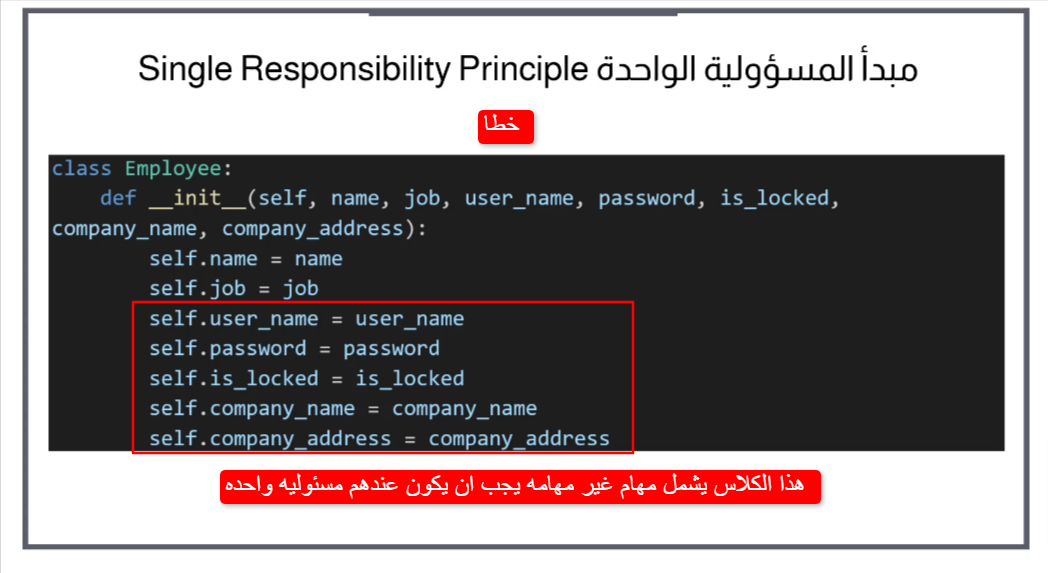 مبدأ المسؤولية الواحدة Single Responsibility Principle
خطا
class Employee:
    def __init__(self, name, job, user_name, password, is_locked,
company_name, company_address):
        self.name = name
        self.job = job
        self.user_name = user_name
        self.password = password
        self.is_locked = is_locked
        self.company_name = company_name
        self.company_address = company_address
هذا الكلاس يشمل مهام غير مهامه يجب ان يكون عندهم مسئوليه واحده